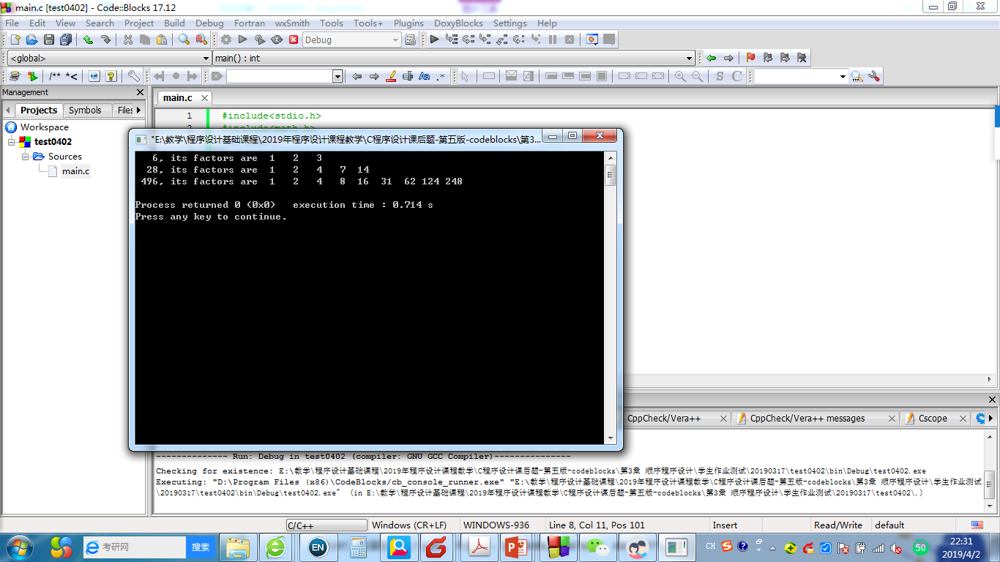 main.c [test0402] - Code::Blocks 17.12
File Edit View Search Project Build Debug Fortran wxSmith Tools Tools+ Plugins DoxyBlocks Settings Help
Debug
<global> main() : int
/** *<
Aa .*
S C
Management
Projects Symbols Files
main.c
Workspace
test0402
Sources
main.c
1 #include<stdio.h>
#include<math.h>
"E:\教学\程序设计基础课程\2019年程序设计课程教学\C程序设计课后题-第五版-codeblocks\第3...
6, its factors are 1 2 3
28, its factors are 1 2 4 7 14
496, its factors are 1 2 4 8 16 31 62 124 248
Process returned 0 (0x0) execution time : 0.714 s
Press any key to continue.
CppCheck/Vera++ CppCheck/Vera++ messages Cscope
-------------- Run: Debug in test0402 (compiler: GNU GCC Compiler)---------------
Checking for existence: E:\教学\程序设计基础课程\2019年程序设计课程教学\C程序设计课后题-第五版-codeblocks\第3章 顺序程序设计\学生作业测试\20190317\test0402\bin\Debug\test0402.exe
Executing: "D:\Program Files (x86)\CodeBlocks/cb_console_runner.exe" "E:\教学\程序设计基础课程\2019年程序设计课程教学\C程序设计课后题-第五版-codeblocks\第3章 顺序程序设计\学生作业测试
\20190317\test0402\bin\Debug\test0402.exe" (in E:\教学\程序设计基础课程\2019年程序设计课程教学\C程序设计课后题-第五版-codeblocks\第3章 顺序程序设计\学生作业测试\20190317\test0402\.)
C/C++ Windows (CR+LF) WINDOWS-936 Line 8, Col 11, Pos 101 Insert Read/Write default
考研网 搜索
EN
CH
50
22:31
2019/4/2